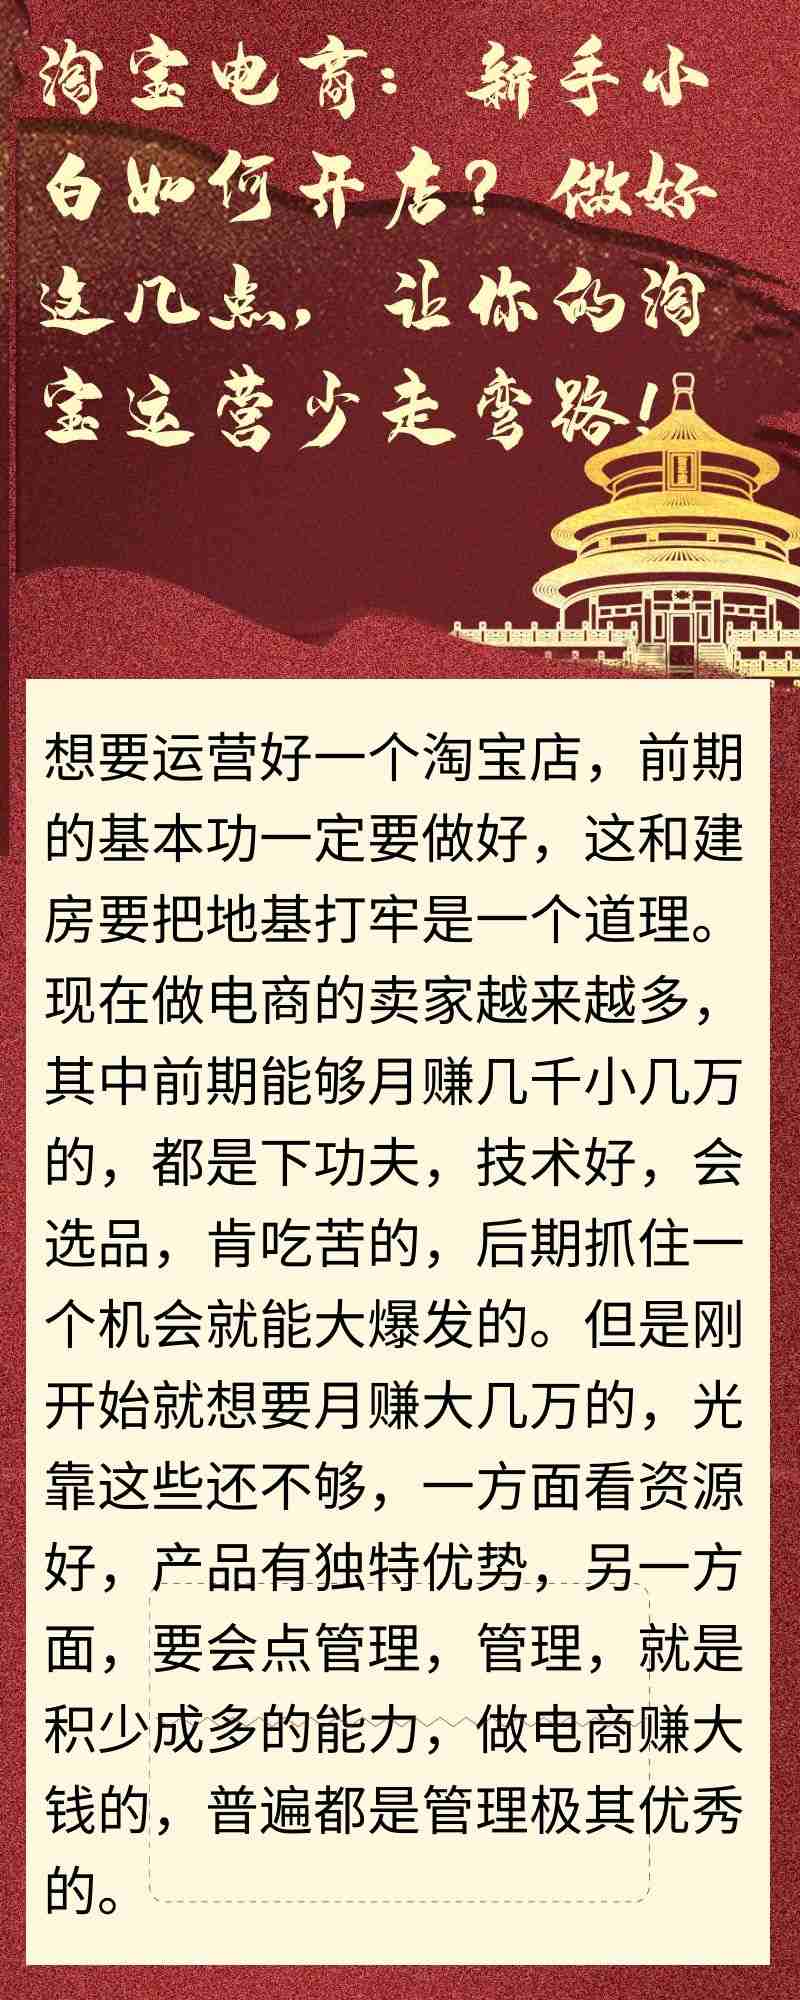 淘宝电商：新手小
白如何开店？做好
这几点，让你的淘
宝运营少走弯路！
想要运营好一个淘宝店，前期
的基本功一定要做好，这和建
房要把地基打牢是一个道理。
现在做电商的卖家越来越多，
其中前期能够月赚几千小几万
的，都是下功夫，技术好，会
选品，肯吃苦的，后期抓住一
个机会就能大爆发的。但是刚
开始就想要月赚大几万的，光
靠这些还不够，一方面看资源
好，产品有独特优势，另一方
面，要会点管理，管理，就是
积少成多的能力，做电商赚大
钱的，普遍都是管理极其优秀
的。